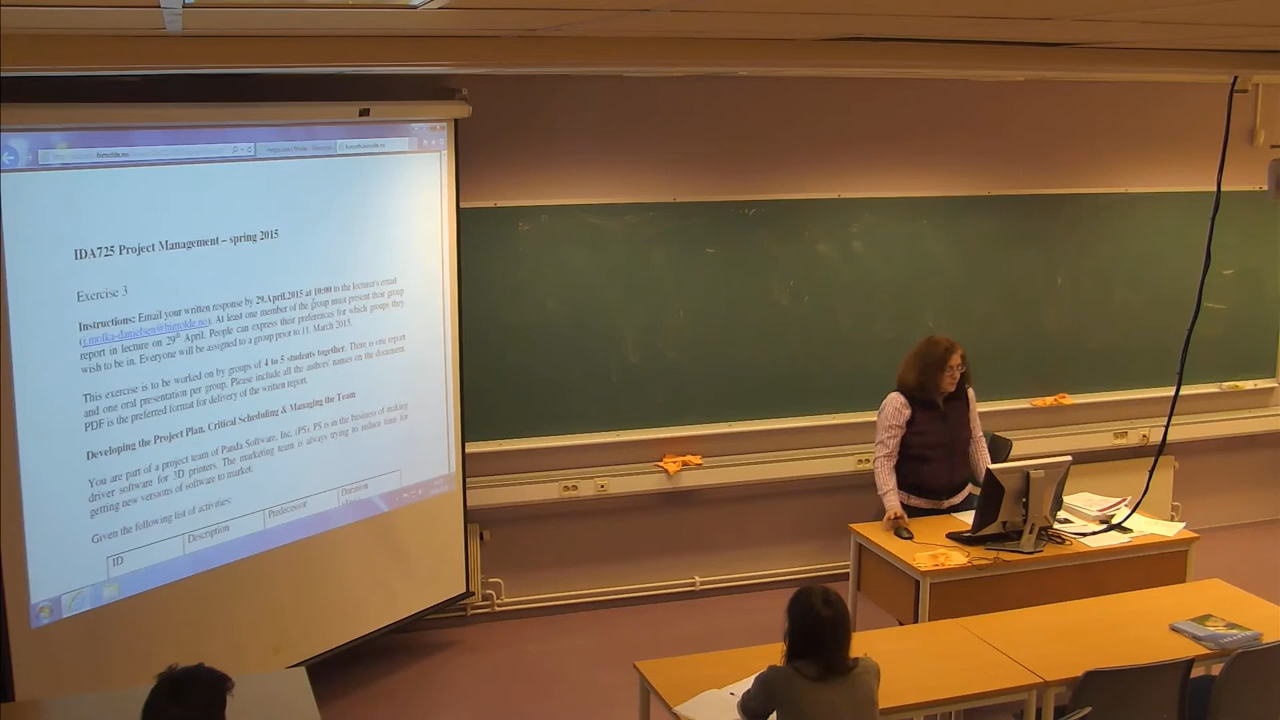 himolde.no
IDA725 Project Management – spring 2015
Exercise 3
Instructions: Email your written response by 29.April.2015 at 10:00 to the lecturer's email
(j.molka-danielsen@himolde.no). At least one member of the group must present their group
report in lecture on 29th April. People can express their preferences for which groups they
wish to be in. Everyone will be assigned to a group prior to 11. March 2015.
This exercise is to be worked on by groups of 4 to 5 students together. There is one report
and one oral presentation per group. Please include all the authors' names on the document.
PDF is the preferred format for delivery of the written report.
Developing the Project Plan, Critical Scheduling & Managing the Team
You are part of a project team of Panda Software, Inc. (PS). PS is in the business of making
driver software for 3D printers. The marketing team is always trying to reduce time for
getting new versions of software to market.
Given the following list of activities:
ID Description Predecessor Duration